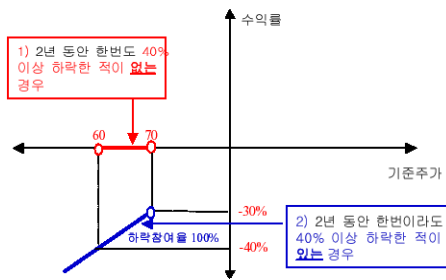 수익률
1) 2년 동안 한번도 40%
이상 하락한 적이 없는
경우
60
70
기준주가
-30%
하락참여율 100%
-40%
2) 2년 동안 한번이라도
40% 이상 하락한 적이
있는 경우